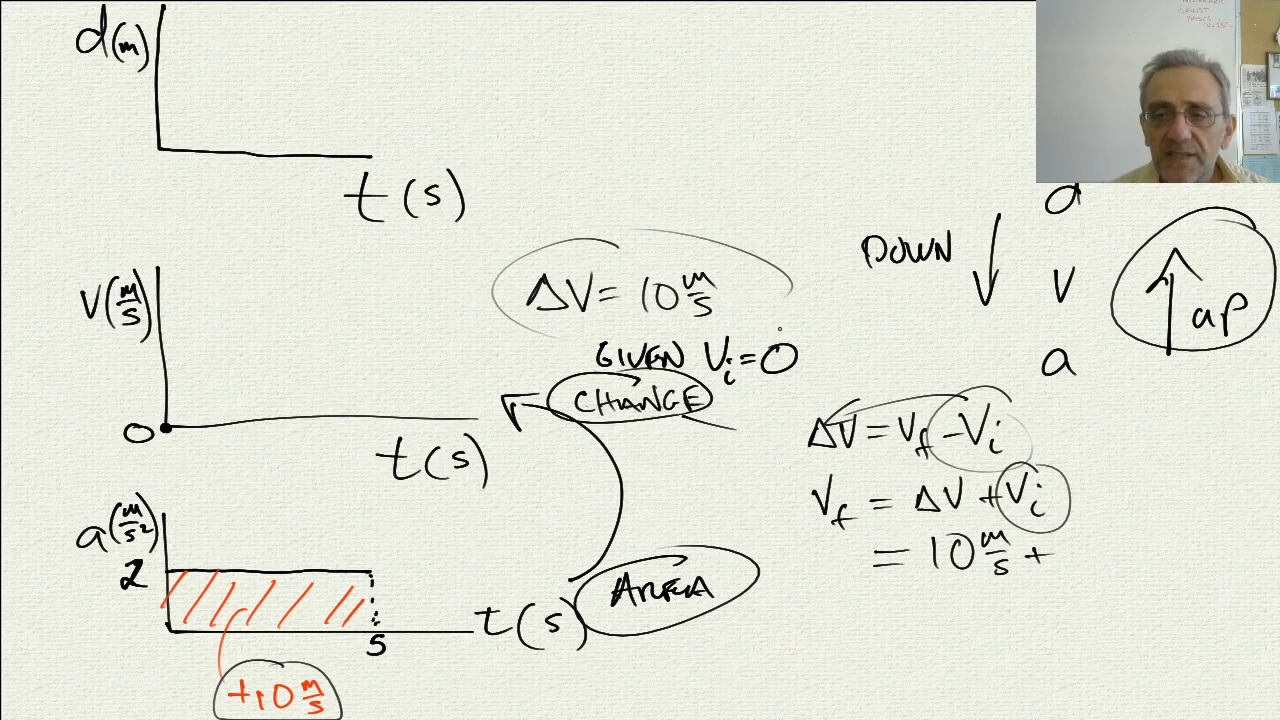 d(m)
t(s)
DOWN
d
v
a
ap
V(m/s)
0
t(s)
ΔV = 10 m/s
GIVEN Vi = 0
CHANGE
ΔV = Vf - Vi
Vf = ΔV + Vi
= 10 m/s +
a(m/s²)
2
5
t(s)
AREA
+10 m/s